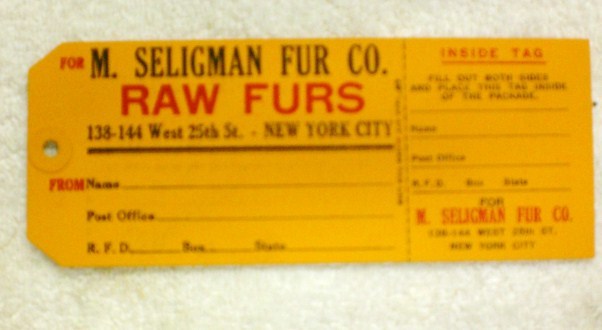 FOR M. SELIGMAN FUR CO.
RAW FURS
138-144 West 25th St. - NEW YORK CITY
FROM Name
Post Office
R. F. D. Box State
INSIDE TAG
FILL OUT BOTH SIDES
AND PLACE THIS TAG INSIDE
OF THE PACKAGE.
Name
Post Office
R. F. D. Box State
FOR
M. SELIGMAN FUR CO.
138-144 WEST 25th ST.
NEW YORK CITY